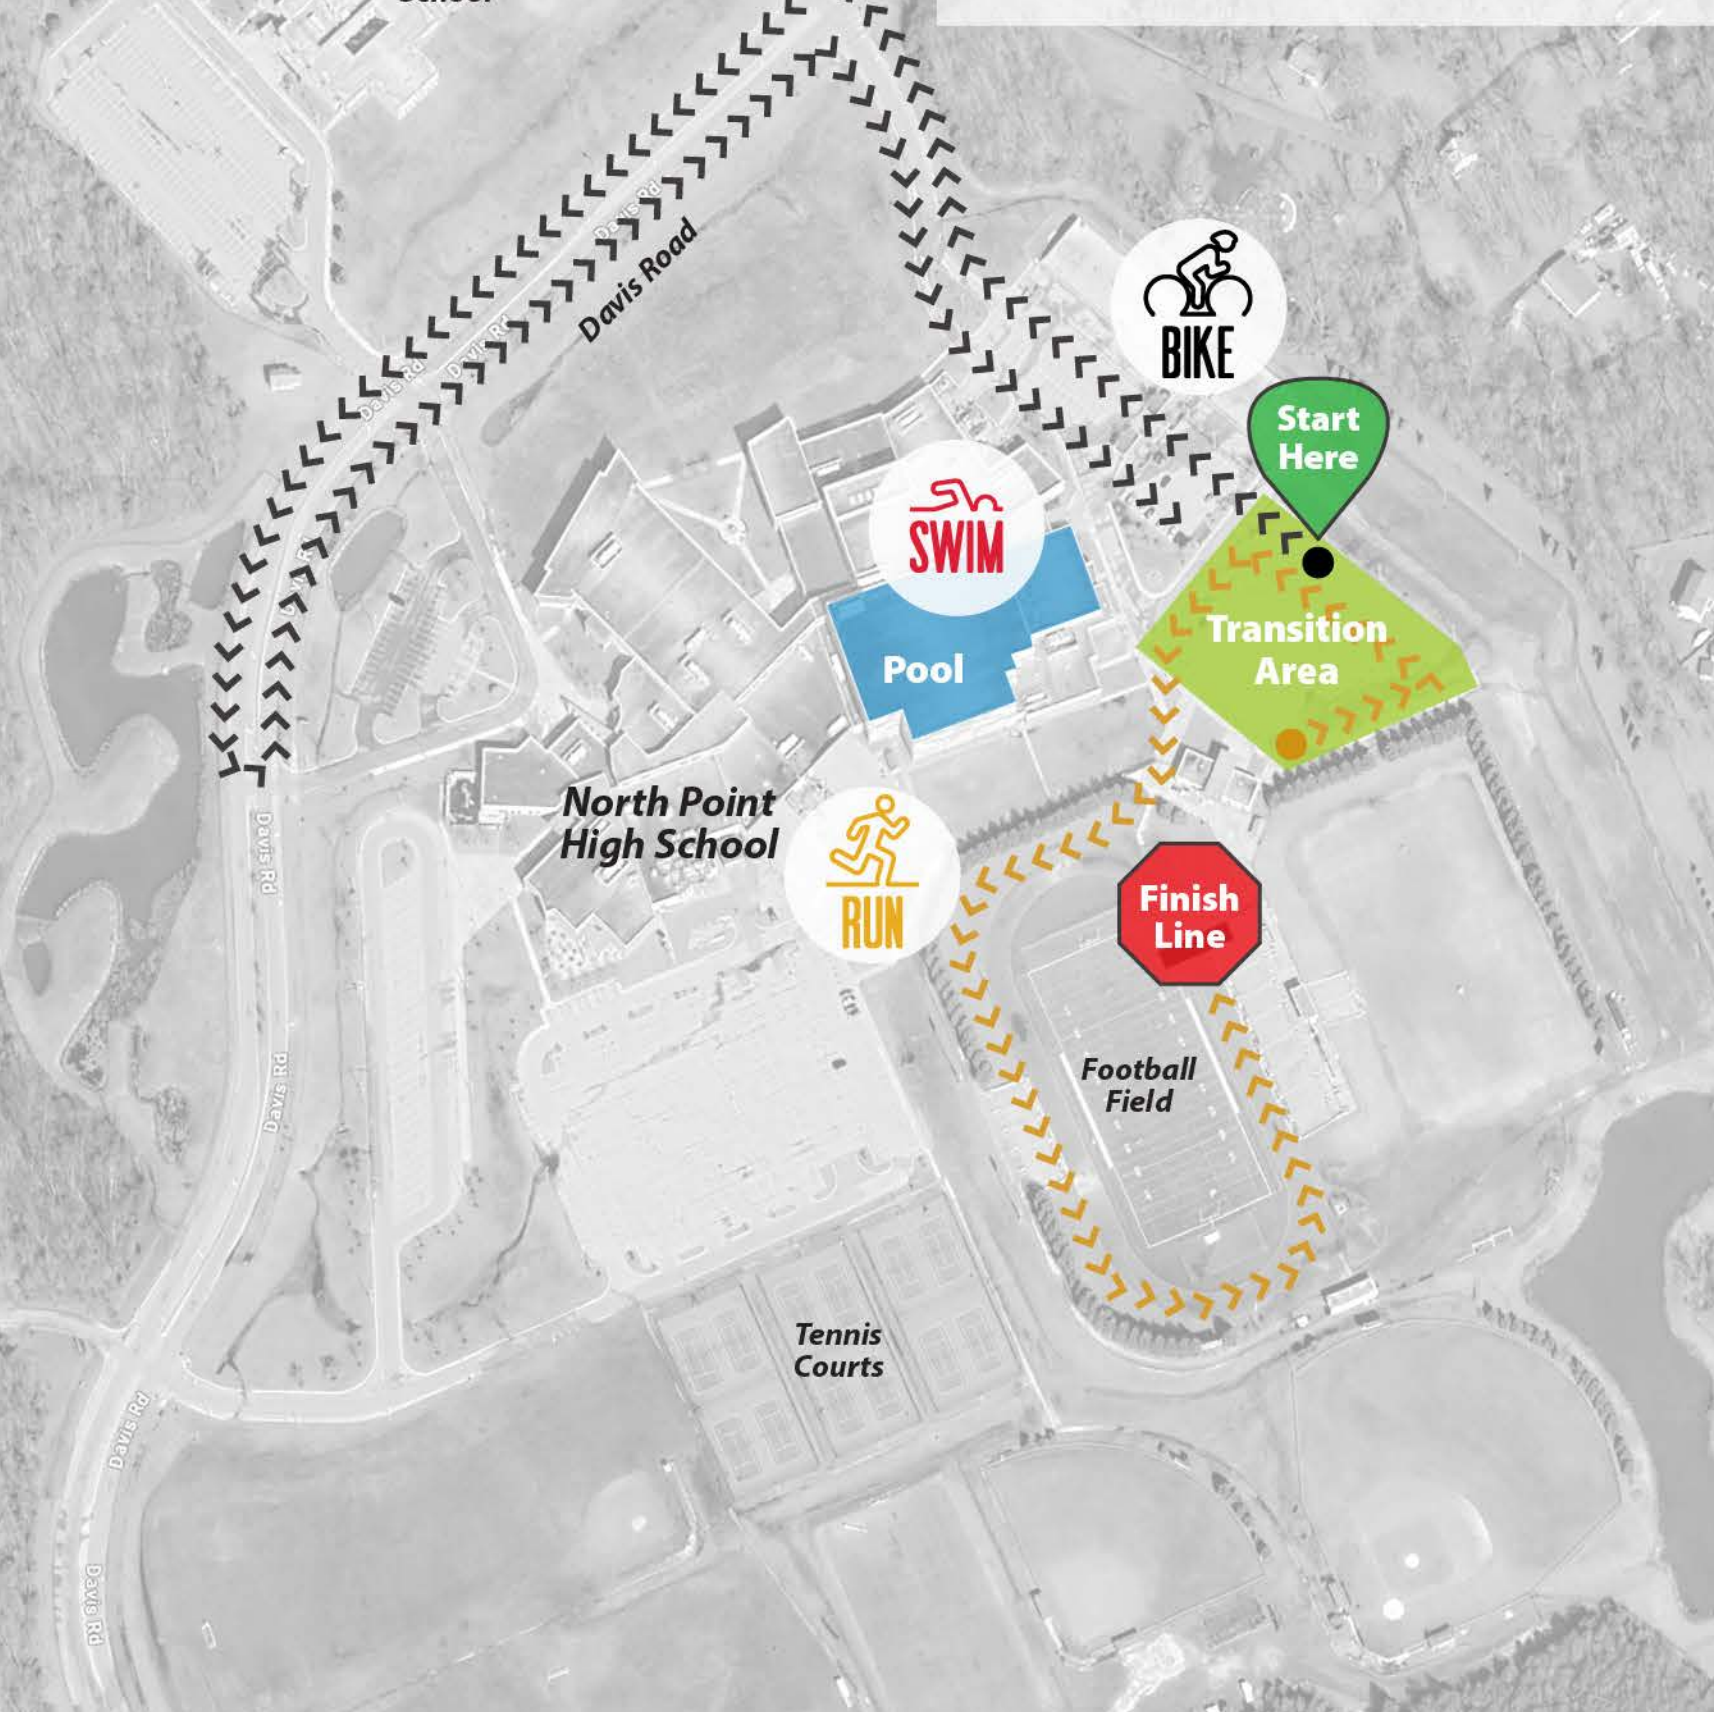 Davis Rd
Davis Road
Davis Rd
Davis Rd
BIKE
Start
Here
SWIM
Transition
Area
Pool
North Point
High School
RUN
Davis Rd
Finish
Line
Football
Field
Davis Rd
Tennis
Courts
Davis Rd
Davis Rd